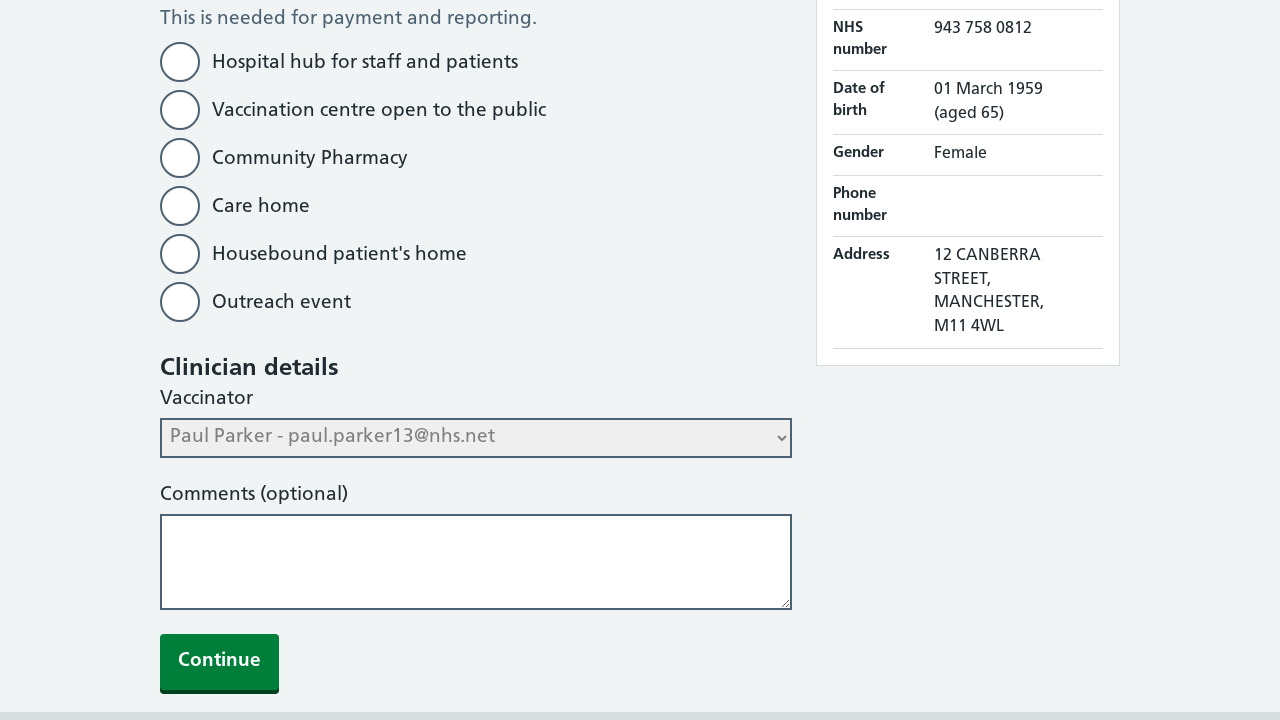 This is needed for payment and reporting.
Hospital hub for staff and patients
Vaccination centre open to the public
Community Pharmacy
Care home
Housebound patient's home
Outreach event
Clinician details
Vaccinator
Paul Parker - paul.parker13@nhs.net
Comments (optional)
Continue
NHS number
943 758 0812
Date of birth
01 March 1959
(aged 65)
Gender
Female
Phone number
Address
12 CANBERRA
STREET,
MANCHESTER,
M11 4WL